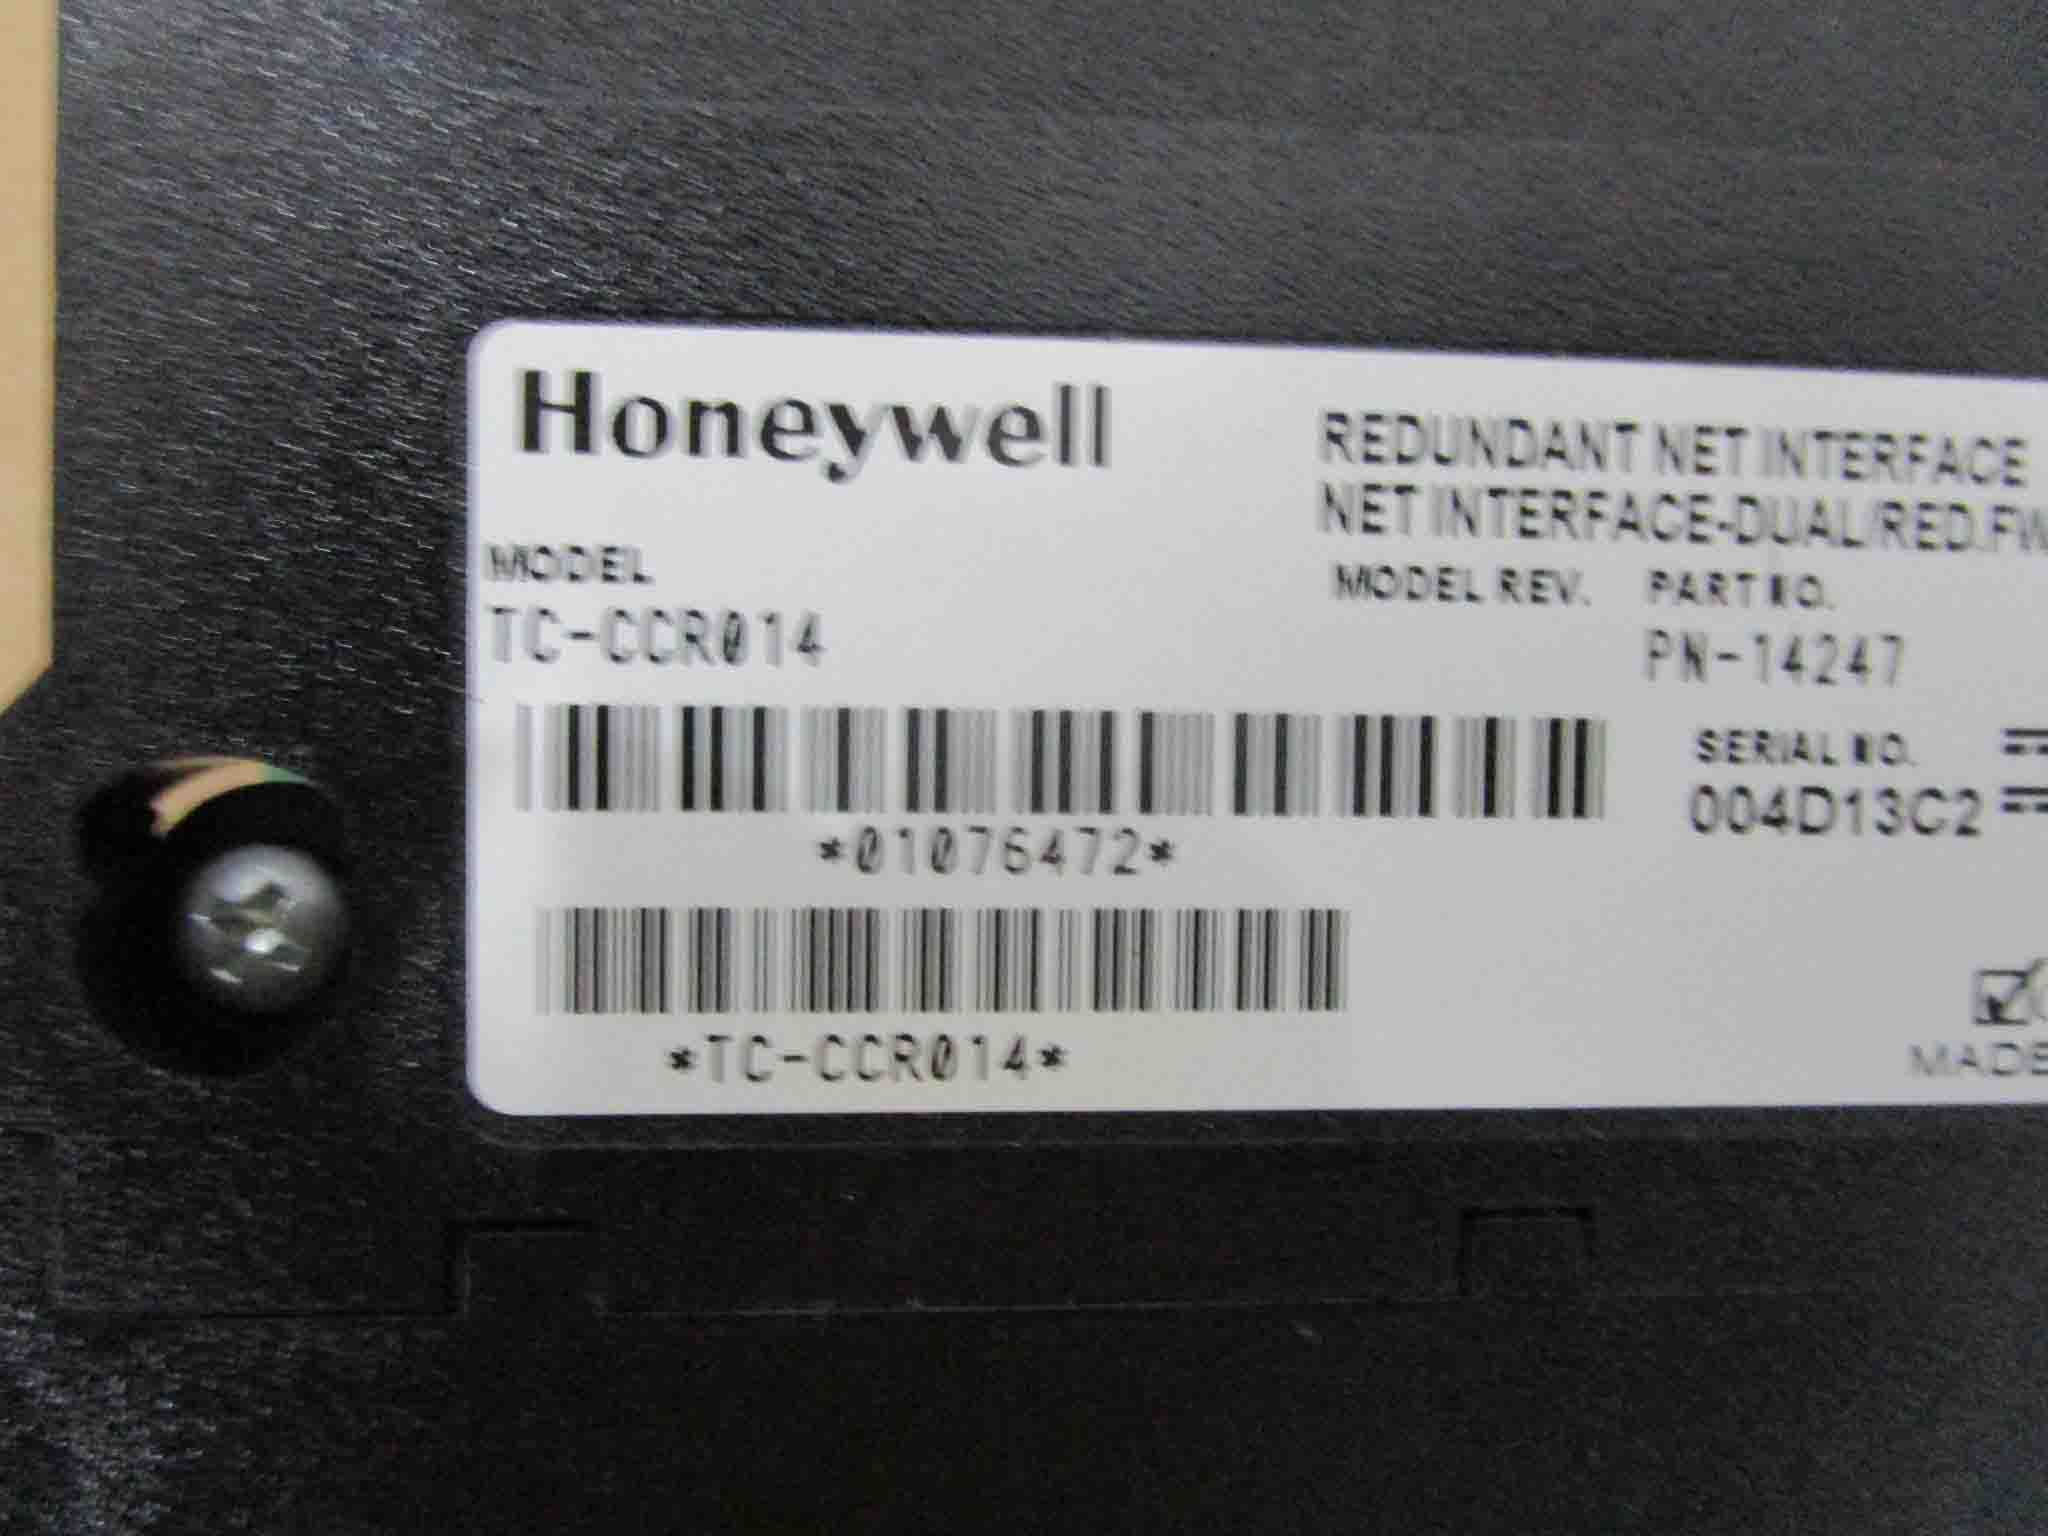 Honeywell
REDUNDANT NET INTERFACE
NET INTERFACE-DUAL/RED.FW
MODEL
MODEL REV. PART NO.
TC-CCR014
PN-14247
SERIAL NO.
004D13C2
*01076472*
*TC-CCR014*
MADE